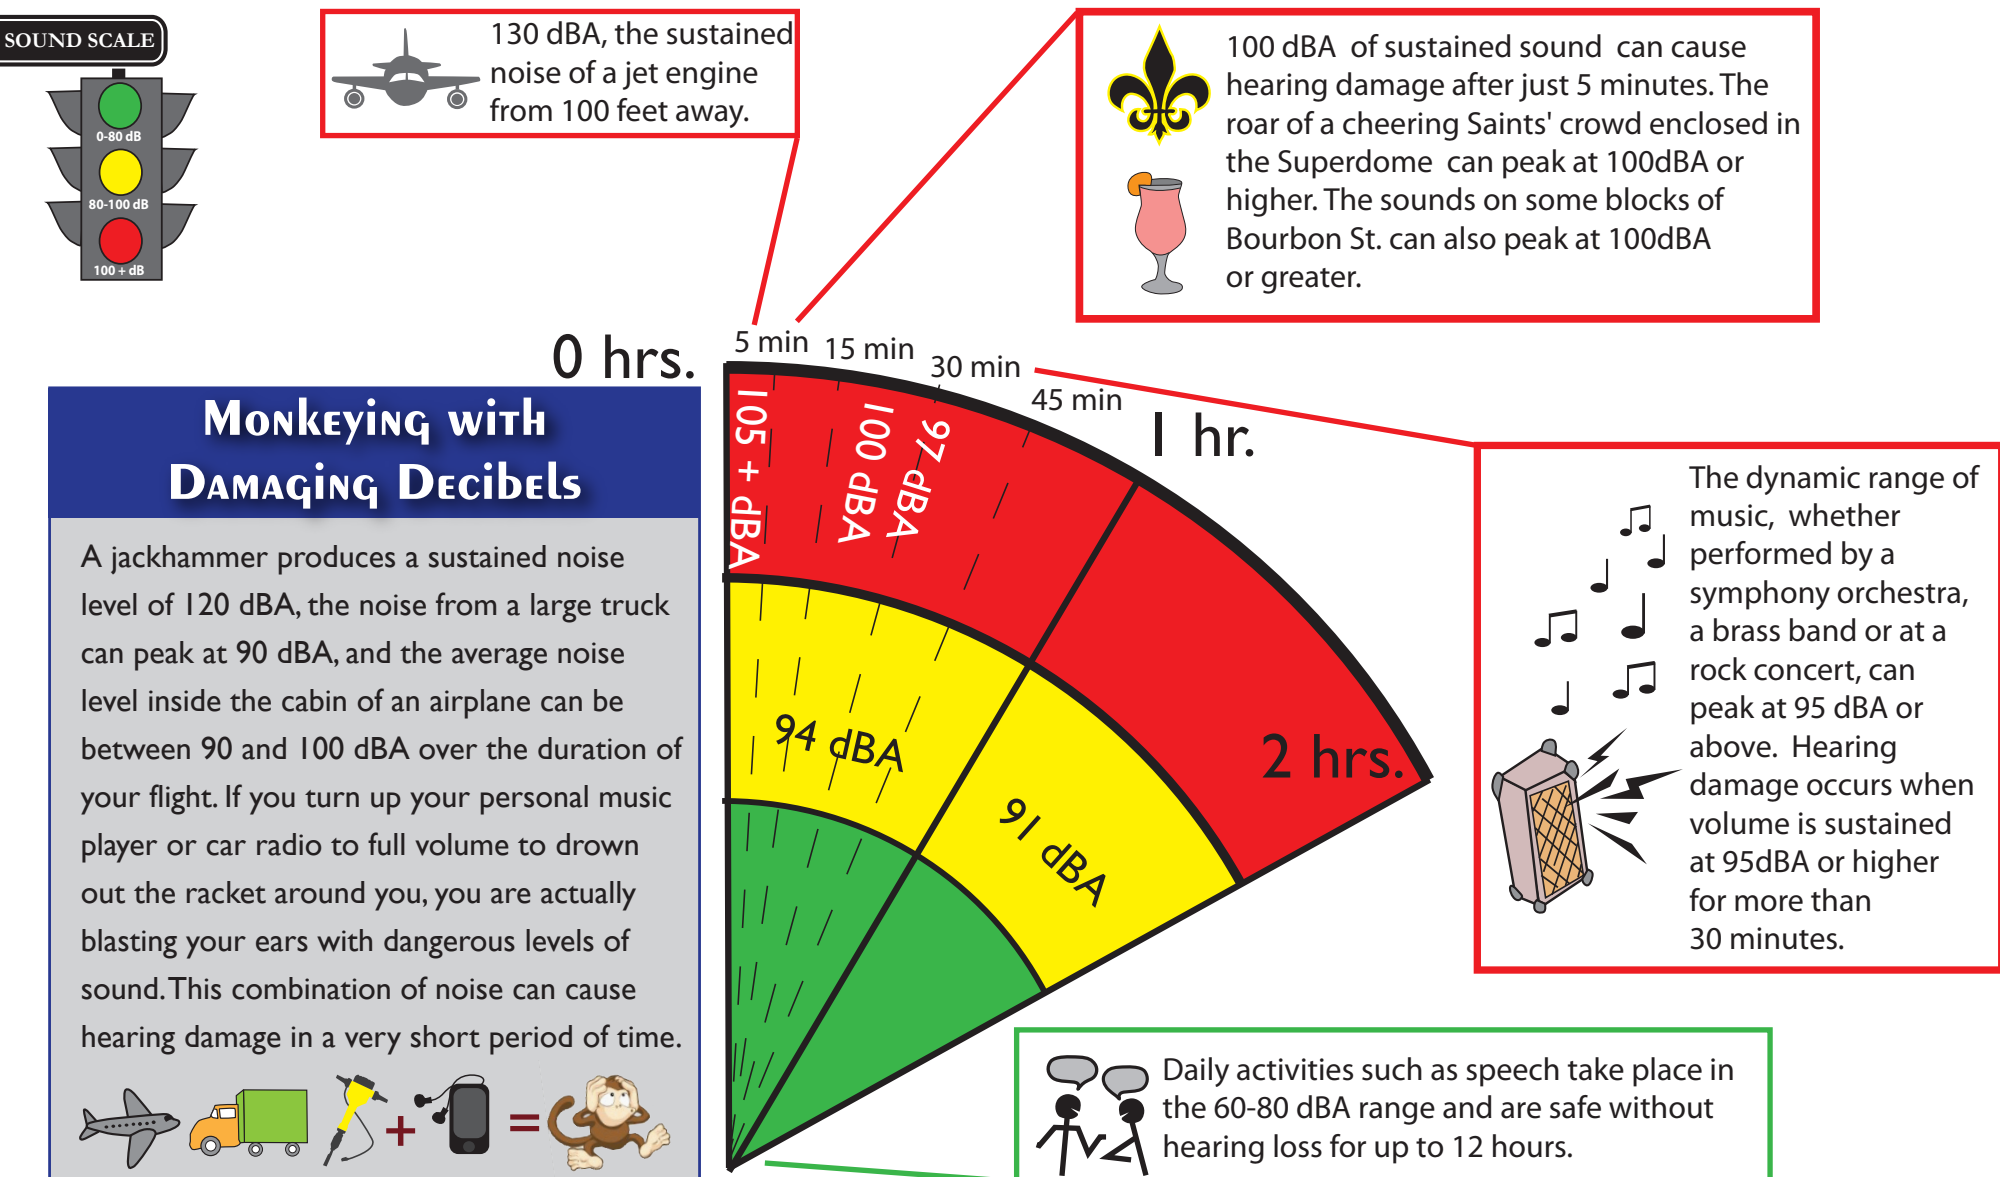 SOUND SCALE
0-80 dB
80-100 dB
100 + dB
130 dBA, the sustained
noise of a jet engine
from 100 feet away.
100 dBA of sustained sound can cause
hearing damage after just 5 minutes. The
roar of a cheering Saints' crowd enclosed in
the Superdome can peak at 100dBA or
higher. The sounds on some blocks of
Bourbon St. can also peak at 100dBA
or greater.
0 hrs.
5 min
15 min
30 min
45 min
1 hr.
2 hrs.
105 + dBA
100 dBA
97 dBA
94 dBA
91 dBA
Monkeying with
Damaging Decibels
A jackhammer produces a sustained noise
level of 120 dBA, the noise from a large truck
can peak at 90 dBA, and the average noise
level inside the cabin of an airplane can be
between 90 and 100 dBA over the duration of
your flight. If you turn up your personal music
player or car radio to full volume to drown
out the racket around you, you are actually
blasting your ears with dangerous levels of
sound. This combination of noise can cause
hearing damage in a very short period of time.
+ =
The dynamic range of
music, whether
performed by a
symphony orchestra,
a brass band or at a
rock concert, can
peak at 95 dBA or
above. Hearing
damage occurs when
volume is sustained
at 95dBA or higher
for more than
30 minutes.
Daily activities such as speech take place in
the 60-80 dBA range and are safe without
hearing loss for up to 12 hours.